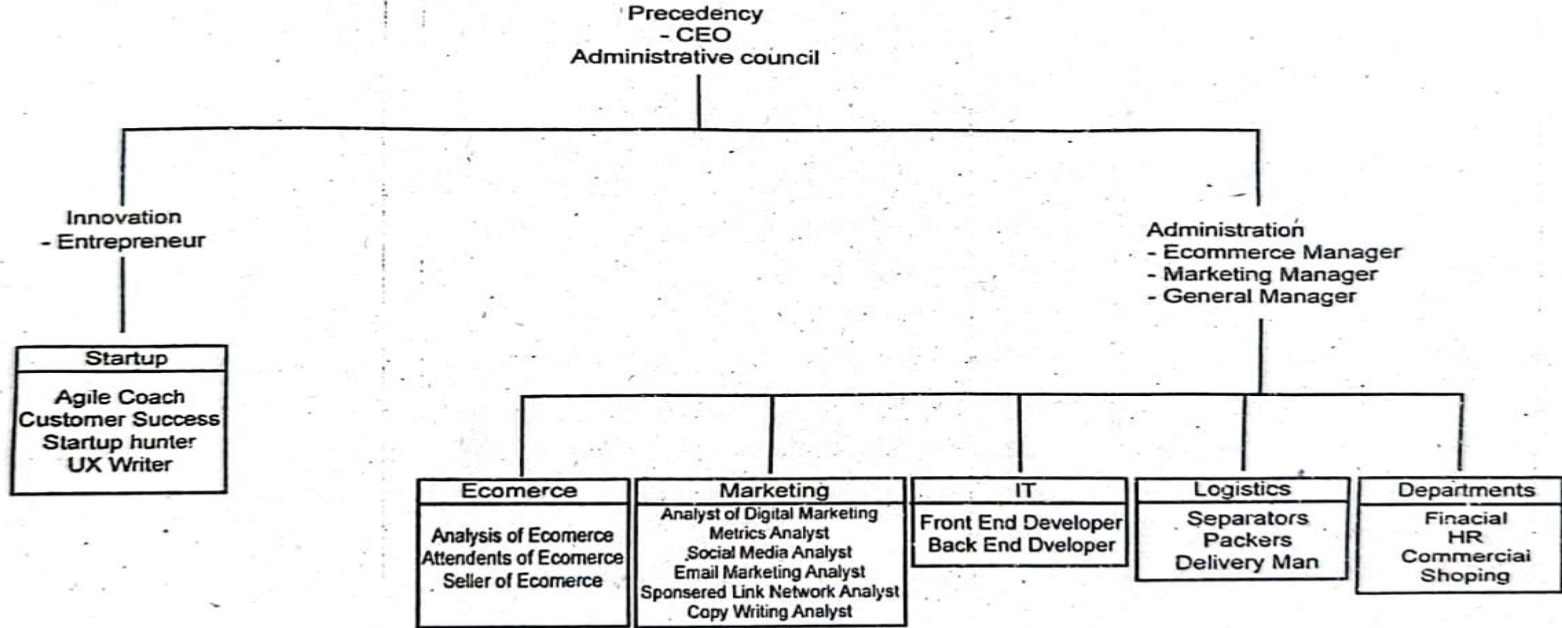 Precedency
- CEO
Administrative council
Innovation
- Entrepreneur
Administration
- Ecommerce Manager
- Marketing Manager
- General Manager
Startup
Agile Coach
Customer Success
Startup hunter
UX Writer
Ecomerce
Analysis of Ecomerce
Attendents of Ecomerce
Seller of Ecomerce
Marketing
Analyst of Digital Marketing
Metrics Analyst
Social Media Analyst
Email Marketing Analyst
Sponsered Link Network Analyst
Copy Writing Analyst
IT
Front End Developer
Back End Dveloper
Logistics
Separators
Packers
Delivery Man
Departments
Finacial
HR
Commercial
Shoping